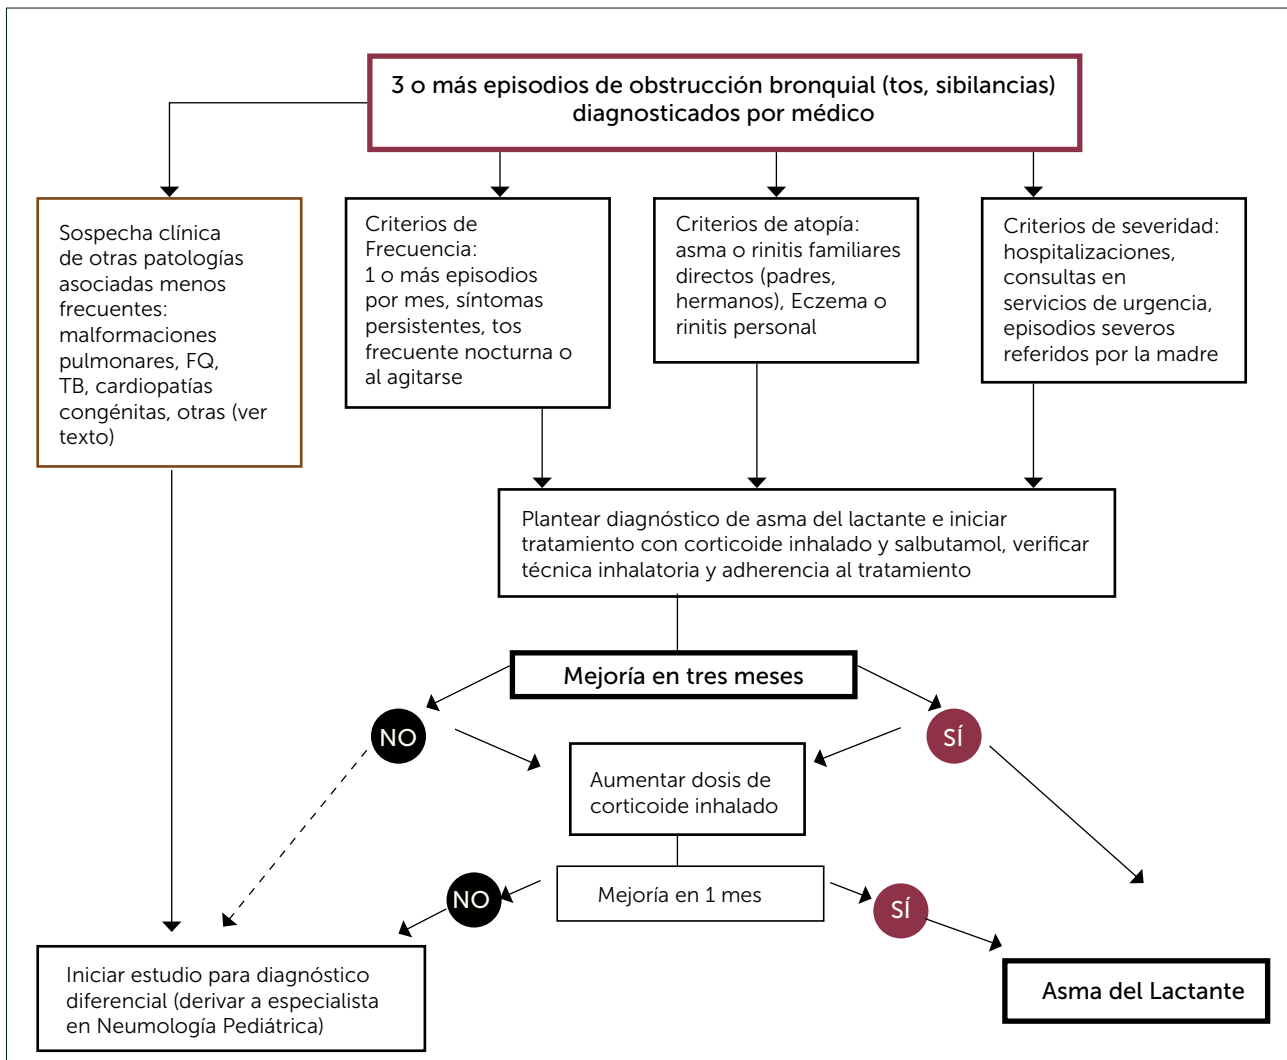 3 o más episodios de obstrucción bronquial (tos, sibilancias)
diagnosticados por médico
Sospecha clínica
de otras patologías
asociadas menos
frecuentes:
malformaciones
pulmonares, FQ,
TB, cardiopatías
congénitas, otras (ver
texto)
Criterios de
Frecuencia:
1 o más episodios
por mes, síntomas
persistentes, tos
frecuente nocturna o
al agitarse
Criterios de atopía:
asma o rinitis familiares
directos (padres,
hermanos), Eczema o
rinitis personal
Criterios de severidad:
hospitalizaciones,
consultas en
servicios de urgencia,
episodios severos
referidos por la madre
Plantear diagnóstico de asma del lactante e iniciar
tratamiento con corticoide inhalado y salbutamol, verificar
técnica inhalatoria y adherencia al tratamiento
Mejoría en tres meses
NO
SÍ
Aumentar dosis de
corticoide inhalado
Mejoría en 1 mes
NO
SÍ
Iniciar estudio para diagnóstico
diferencial (derivar a especialista
en Neumología Pediátrica)
Asma del Lactante